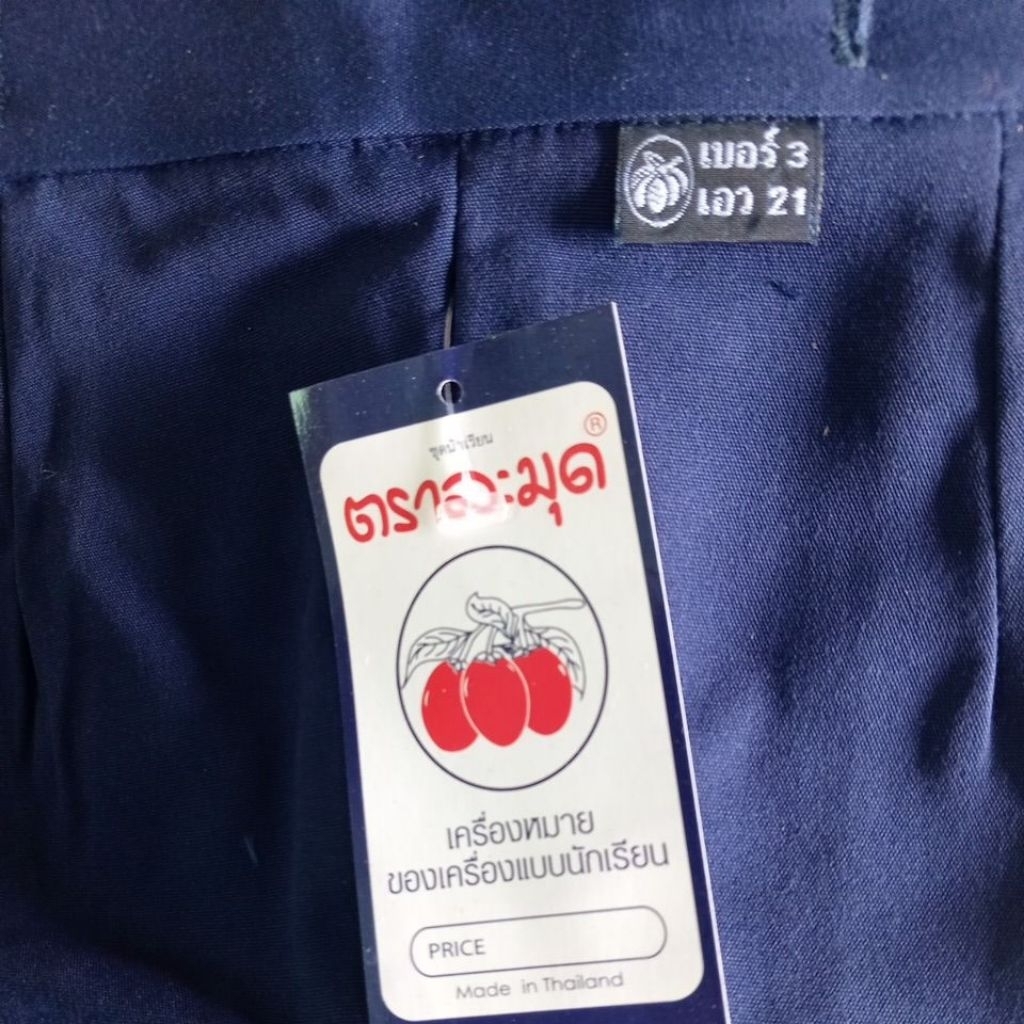 เบอร์ 3
เอว 21
ชุดนักเรียน
ตราละมุด ®
เครื่องหมาย
ของเครื่องแบบนักเรียน
PRICE
Made in Thailand